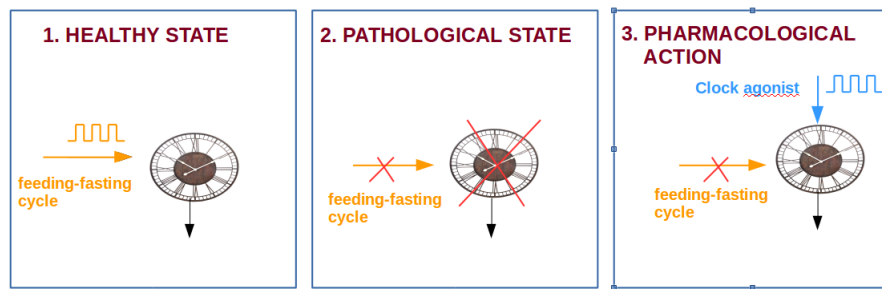 1. HEALTHY STATE
feeding-fasting
cycle
2. PATHOLOGICAL STATE
feeding-fasting
cycle
3. PHARMACOLOGICAL
ACTION
Clock agonist
feeding-fasting
cycle